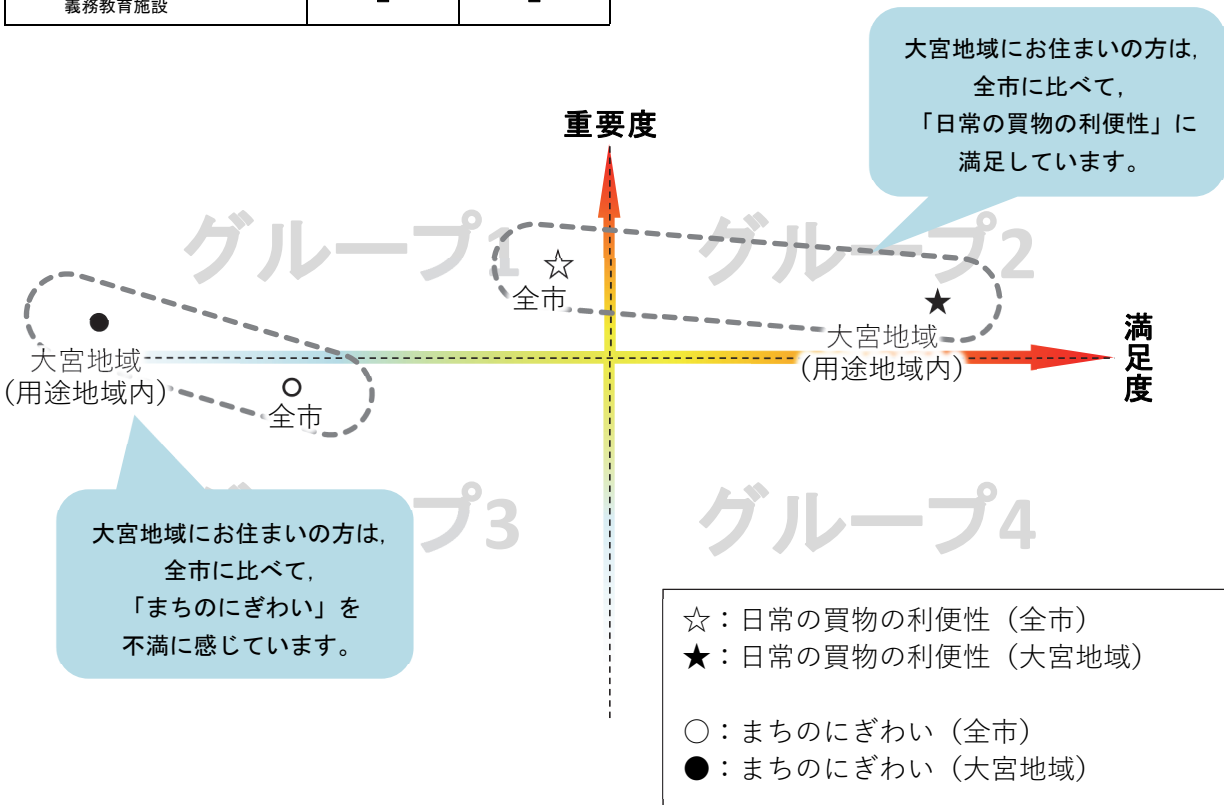 義務教育施設
－ －
大宮地域にお住まいの方は,
全市に比べて,
「日常の買物の利便性」に
満足しています。
重要度
グループ1
グループ2
全市
大宮地域
(用途地域内)
満足度
大宮地域
(用途地域内)
全市
プ3
グループ4
大宮地域にお住まいの方は,
全市に比べて,
「まちのにぎわい」を
不満に感じています。
☆：日常の買物の利便性（全市）
★：日常の買物の利便性（大宮地域）
○：まちのにぎわい（全市）
●：まちのにぎわい（大宮地域）